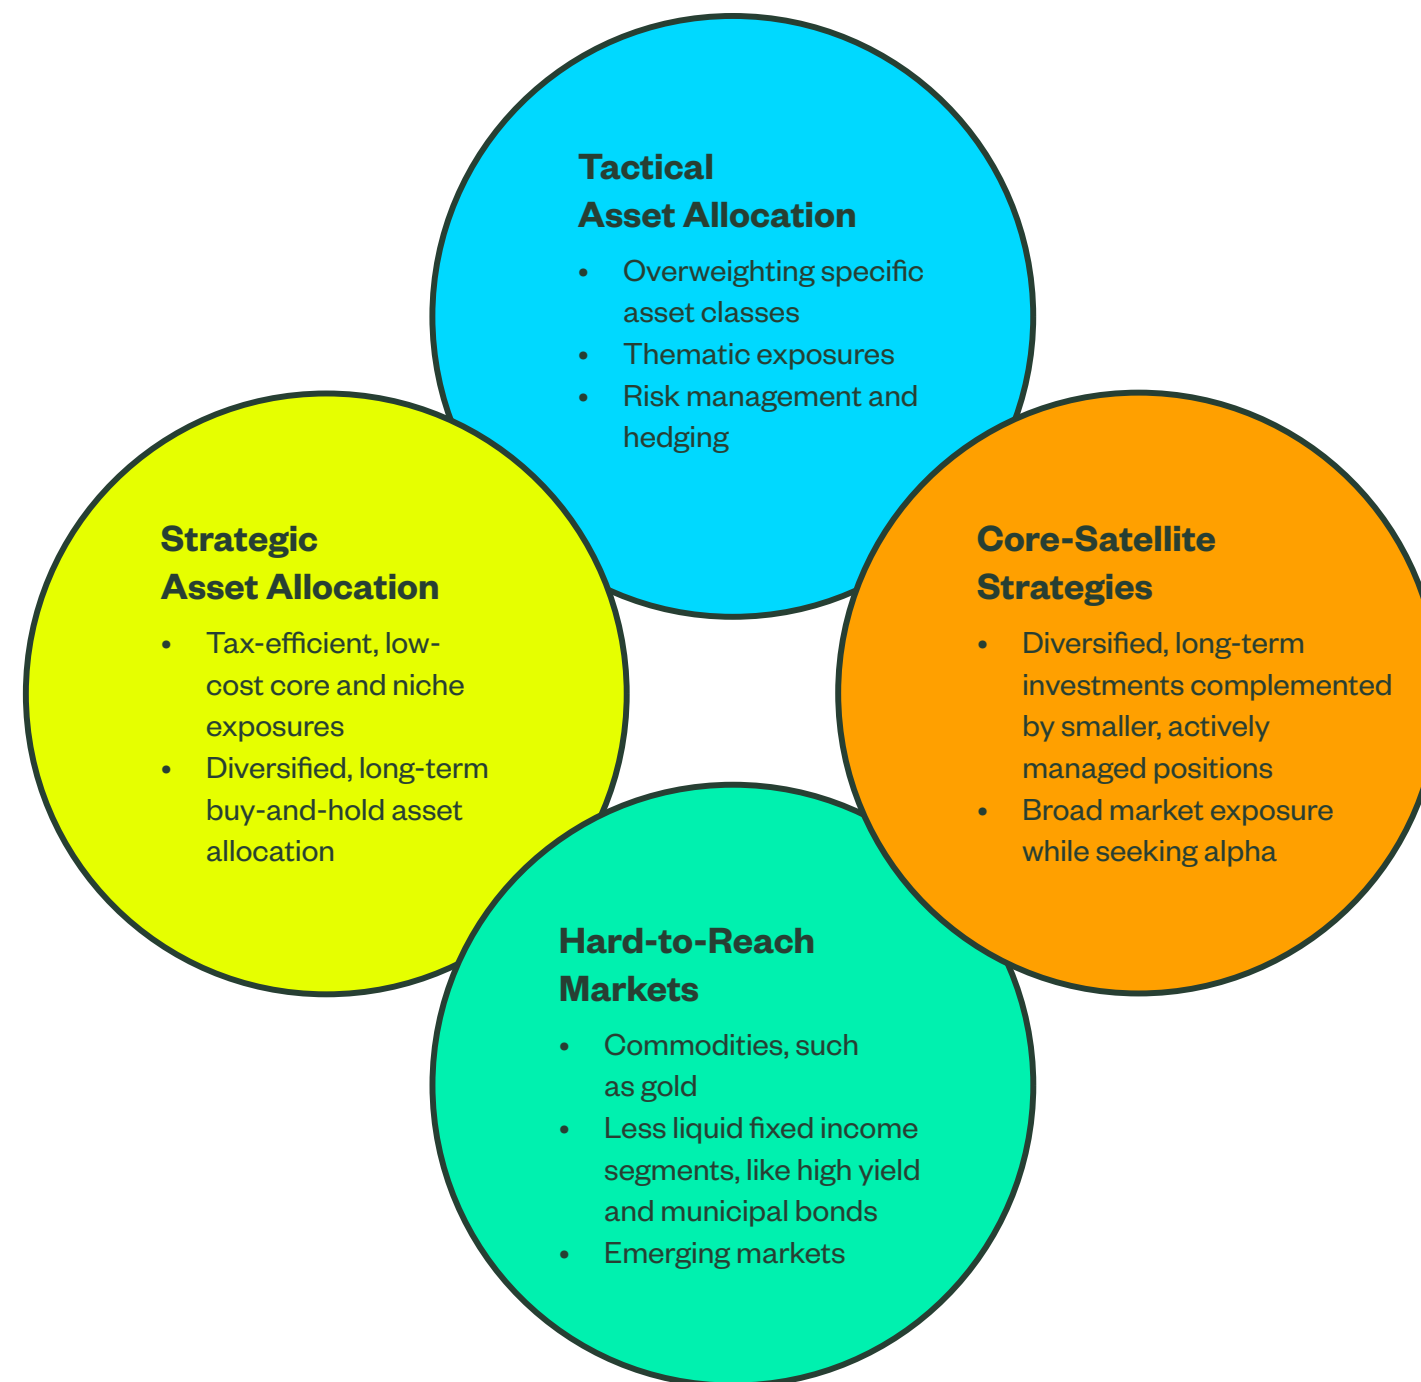 Tactical
Asset Allocation
• Overweighting specific
asset classes
• Thematic exposures
• Risk management and
hedging
Strategic
Asset Allocation
• Tax-efficient, low-
cost core and niche
exposures
• Diversified, long-term
buy-and-hold asset
allocation
Core-Satellite
Strategies
• Diversified, long-term
investments complemented
by smaller, actively
managed positions
• Broad market exposure
while seeking alpha
Hard-to-Reach
Markets
• Commodities, such
as gold
• Less liquid fixed income
segments, like high yield
and municipal bonds
• Emerging markets